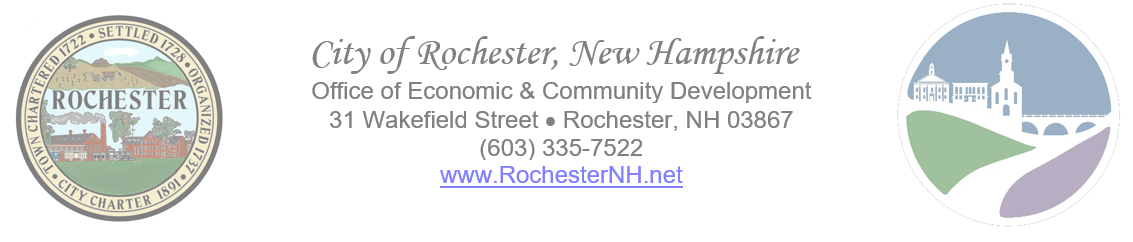 TOWN CHARTERED 1722 • SETTLED 1728 • ORGANIZED 1737 • CITY CHARTER 1891 •
ROCHESTER
City of Rochester, New Hampshire
Office of Economic & Community Development
31 Wakefield Street • Rochester, NH 03867
(603) 335-7522
www.RochesterNH.net